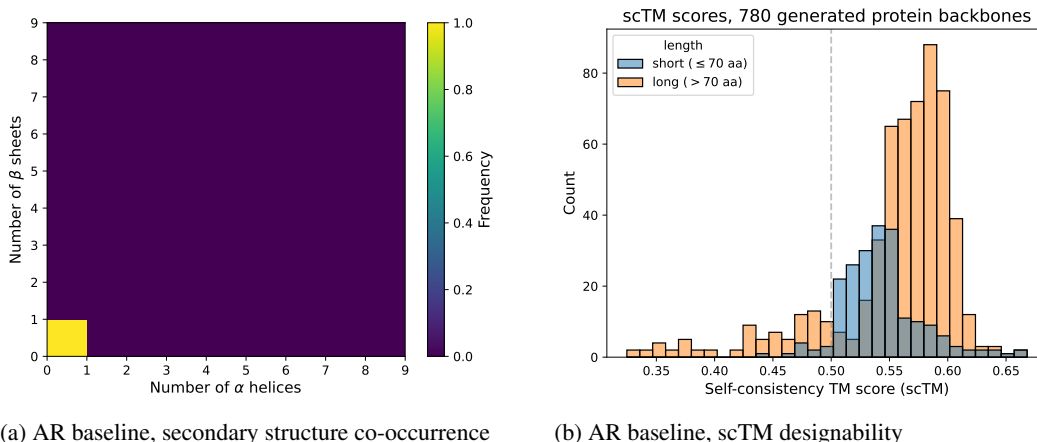 9
8
7
6
5
4
3
2
1
0
Number of β sheets
0 1 2 3 4 5 6 7 8 9
Number of α helices
1.0
0.8
0.6
0.4
0.2
0.0
Frequency
(a) AR baseline, secondary structure co-occurrence
scTM scores, 780 generated protein backbones
length
short (≤ 70 aa)
long (> 70 aa)
80
60
40
20
0
Count
0.35 0.40 0.45 0.50 0.55 0.60 0.65
Self-consistency TM score (scTM)
(b) AR baseline, scTM designability